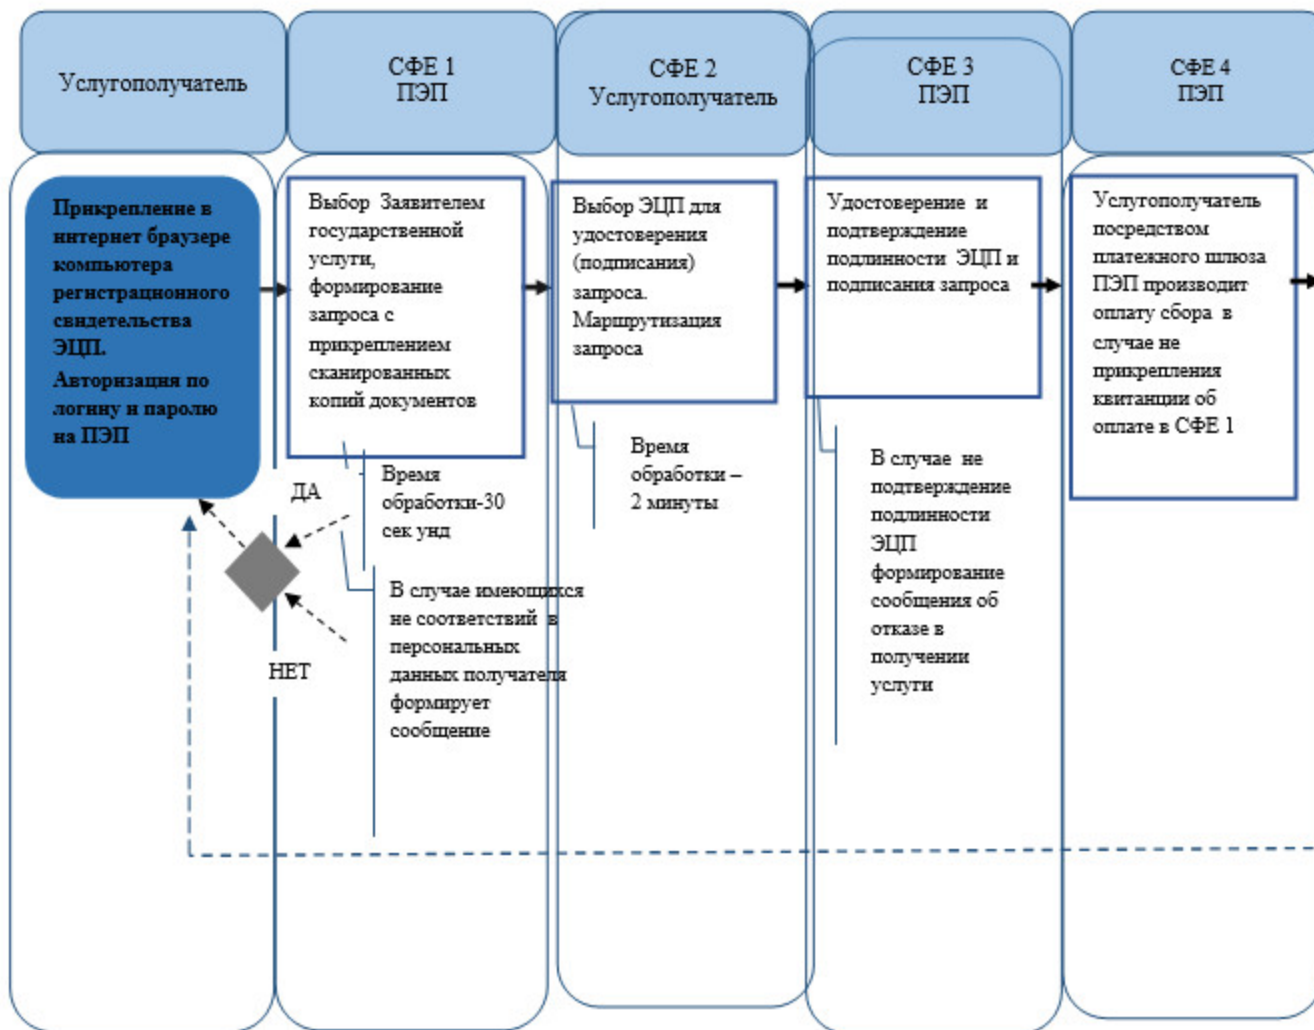 Услугополучатель
СФЕ 1
ПЭП
СФЕ 2
Услугополучатель
СФЕ 3
ПЭП
СФЕ 4
ПЭП
Прикрепление в
интернет браузере
компьютера
регистрационного
свидетельства
ЭЦП.
Авторизация по
логину и паролю
на ПЭП
Выбор Заявителем
государственной
услуги,
формирование
запроса с
прикреплением
сканированных
копий документов
Выбор ЭЦП для
удостоверения
(подписания)
запроса.
Маршрутизация
запроса
Удостоверение и
подтверждение
подлинности ЭЦП и
подписания запроса
Услугополучатель
посредством
платежного шлюза
ПЭП производит
оплату сбора в
случае не
прикрепления
квитанции об
оплате в СФЕ 1
ДА
Время
обработки-30
сек унд
Время
обработки –
2 минуты
В случае не
подтверждение
подлинности
ЭЦП
формирование
сообщения об
отказе в
получении
услуги
НЕТ
В случае имеющихся
не соответствий в
персональных
данных получателя
формирует
сообщение